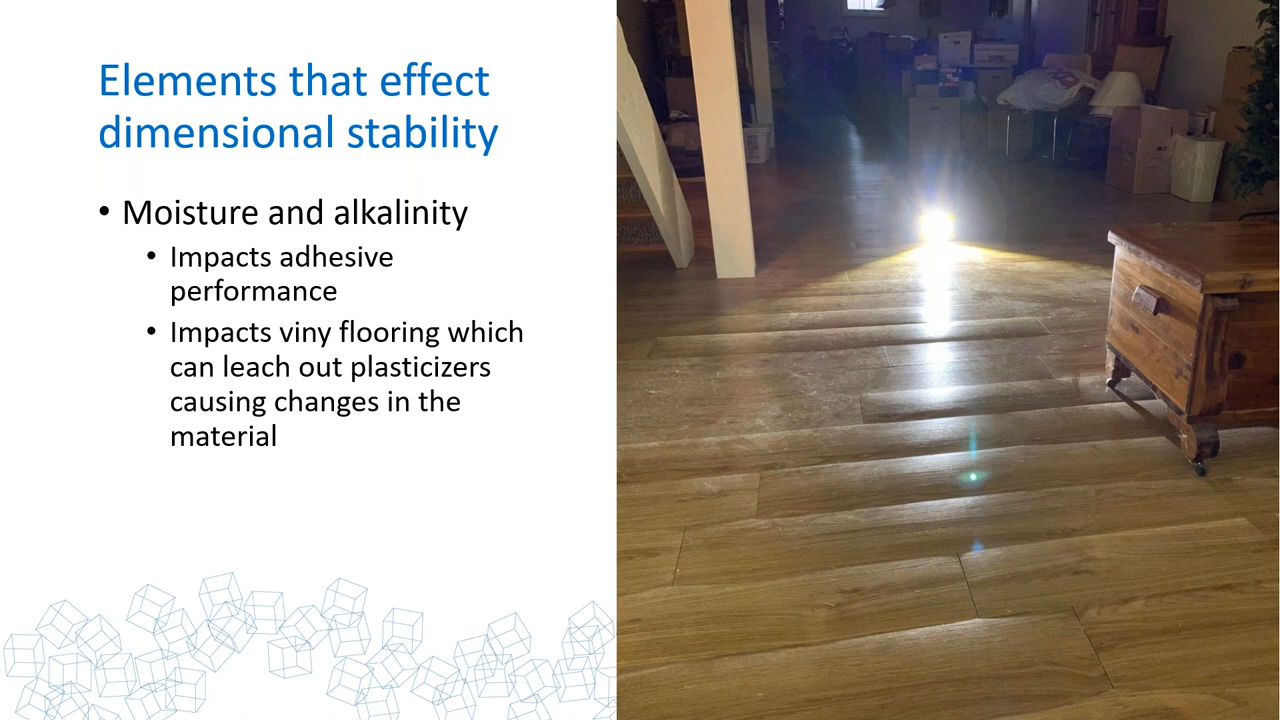 Elements that effect
dimensional stability
• Moisture and alkalinity
• Impacts adhesive
performance
• Impacts viny flooring which
can leach out plasticizers
causing changes in the
material